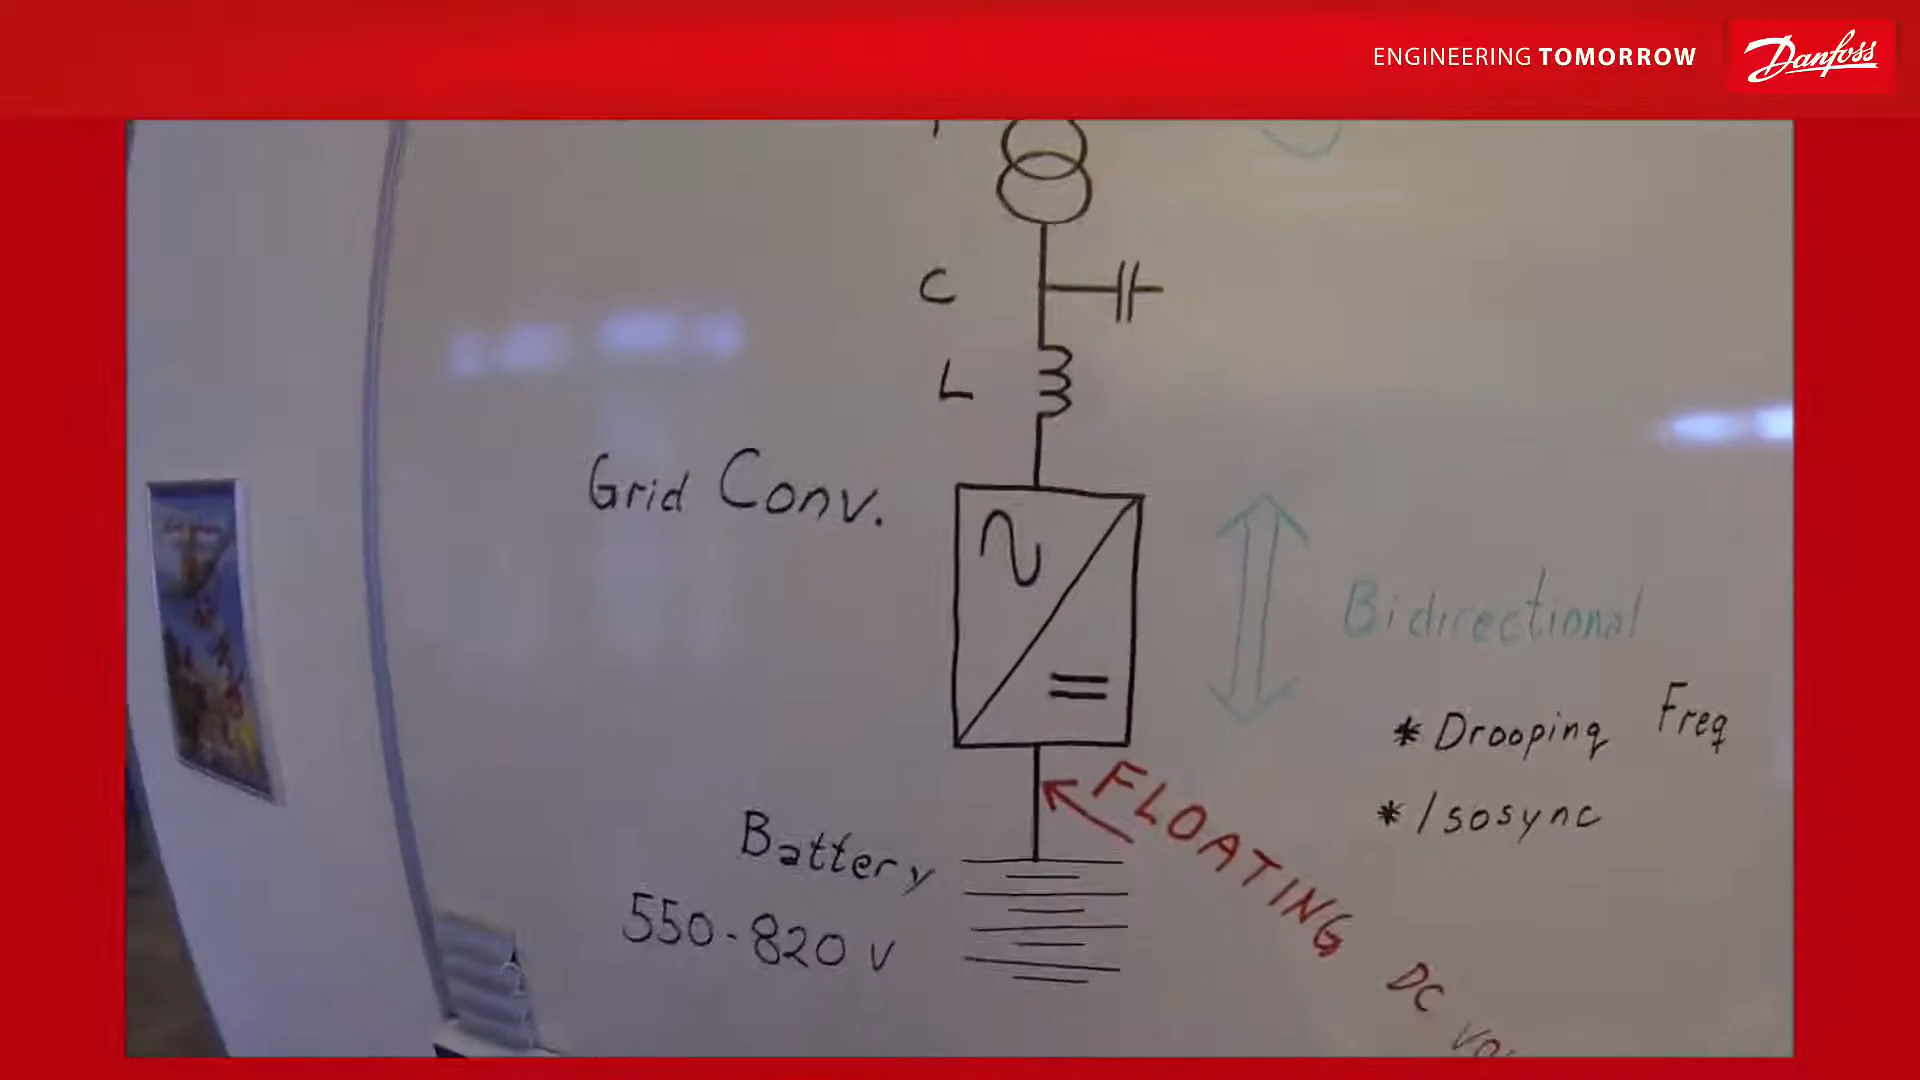 ENGINEERING TOMORROW
Danfoss
C
L
Grid Conv.
Bidirectional
* Drooping Freq
* Isosync
FLOATING DC
Battery
550-820 V